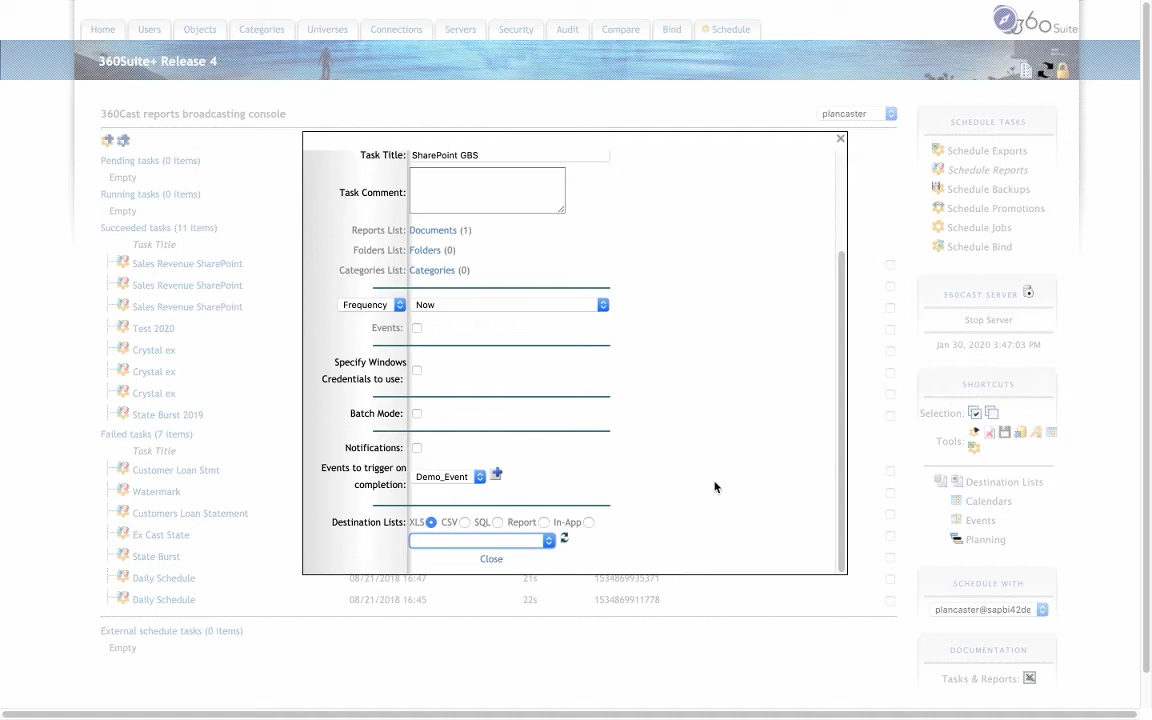 Home Users Objects Categories Universes Connections Servers Security Audit Compare Bind Schedule
360Suite
360Suite+ Release 4
360Cast reports broadcasting console
plancaster
Pending tasks (0 items)
Empty
Running tasks (0 items)
Empty
Succeeded tasks (11 items)
Task Title
Sales Revenue SharePoint
Sales Revenue SharePoint
Sales Revenue SharePoint
Test 2020
Crystal ex
Crystal ex
Crystal ex
State Burst 2019
Failed tasks (7 items)
Task Title
Customer Loan Stmt
Watermark
Customers Loan Statement
Ex Cast State
State Burst
Daily Schedule 08/21/2018 16:47 21s 1534869935371
Daily Schedule 08/21/2018 16:45 22s 1534869911778
External schedule tasks (0 items)
Empty
Task Title: SharePoint GBS
Task Comment:
Reports List: Documents (1)
Folders List: Folders (0)
Categories List: Categories (0)
Frequency Now
Events:
Specify Windows
Credentials to use:
Batch Mode:
Notifications:
Events to trigger on
completion: Demo_Event
Destination Lists: XLS CSV SQL Report In-App
Close
SCHEDULE TASKS
Schedule Exports
Schedule Reports
Schedule Backups
Schedule Promotions
Schedule Jobs
Schedule Bind
360CAST SERVER
Stop Server
Jan 30, 2020 3:47:03 PM
SHORTCUTS
Selection:
Tools:
Destination Lists
Calendars
Events
Planning
SCHEDULE WITH
plancaster@sapbi42de
DOCUMENTATION
Tasks & Reports: